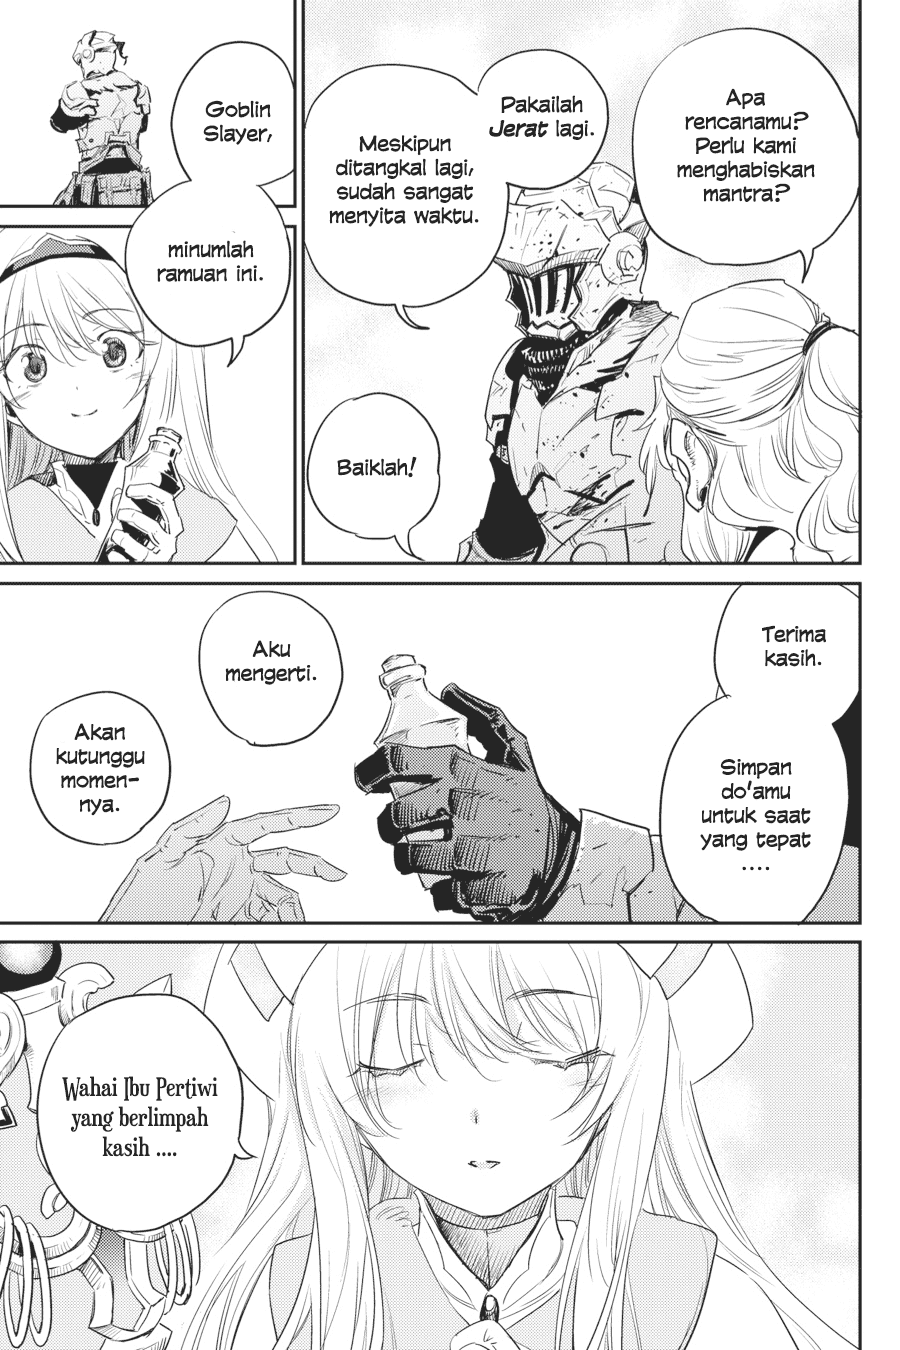 Apa
rencanamu?
Perlu kami
menghabiskan
mantra?
Pakailah
Jerat lagi.
Meskipun
ditangkal lagi,
sudah sangat
menyita waktu.
Baiklah!
Goblin
Slayer,
minumlah
ramuan ini.
Terima
kasih.
Simpan
do'amu
untuk saat
yang tepat
....
Aku
mengerti.
Akan
kutunggu
momen-
nya.
Wahai Ibu Pertiwi
yang berlimpah
kasih ....